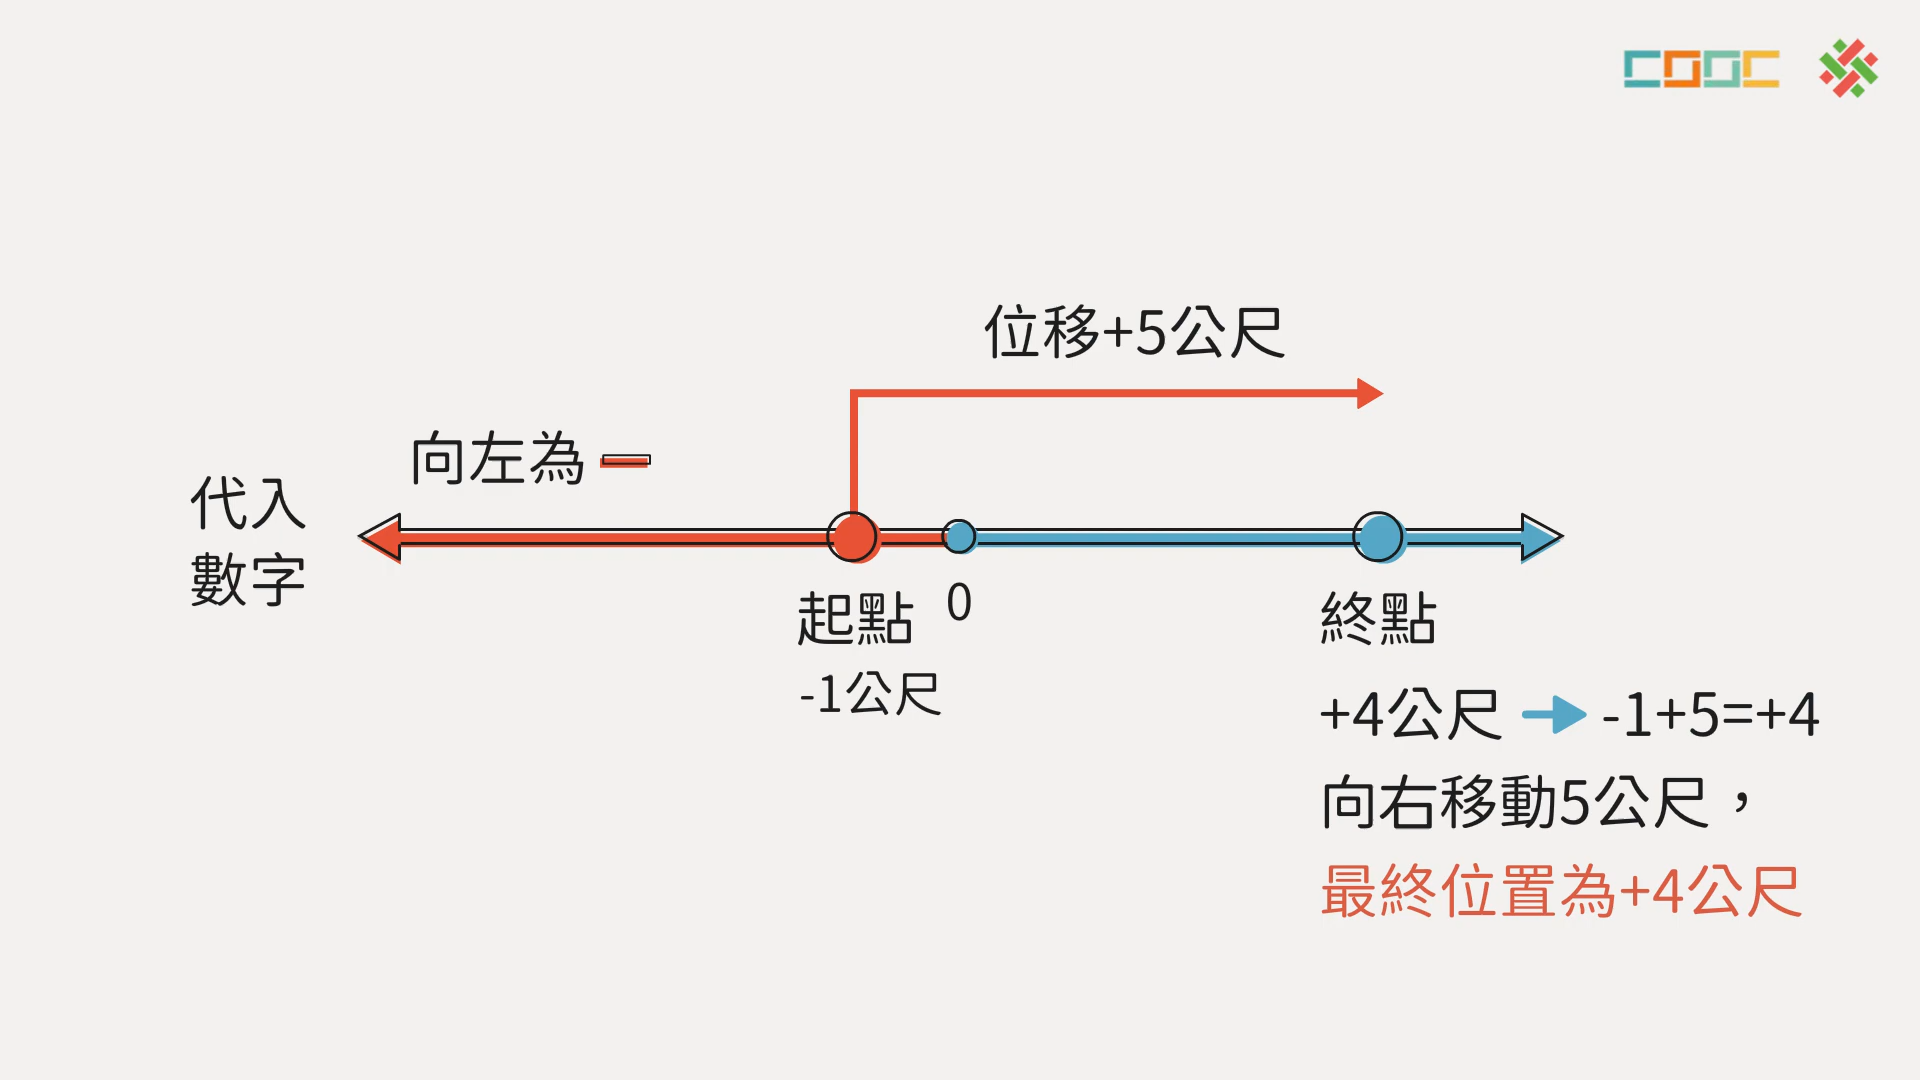 COOC
位移+5公尺
向左為
代入
數字
起點
0
終點
-1公尺
+4公尺 -1+5=+4
向右移動5公尺，
最終位置為+4公尺